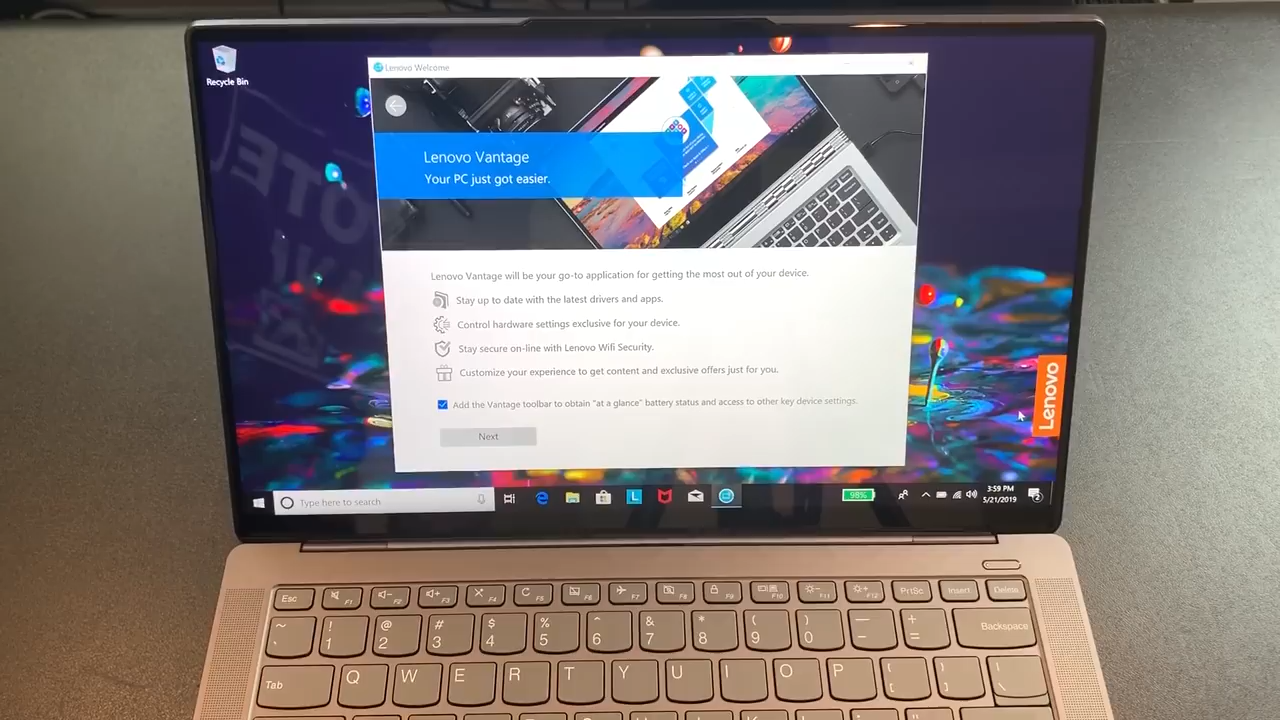 Recycle Bin
Lenovo Welcome
Lenovo Vantage
Your PC just got easier.
Lenovo Vantage will be your go-to application for getting the most out of your device.
Stay up to date with the latest drivers and apps.
Control hardware settings exclusive for your device.
Stay secure on-line with Lenovo Wifi Security.
Customize your experience to get content and exclusive offers just for you.
Add the Vantage toolbar to obtain "at a glance" battery status and access to other key device settings.
Next
Lenovo
Type here to search
L
98%
3:59 PM
5/21/2019
2
Esc F1 F2 F3 F4 F5 F6 F7 F8 F9 F10 F11 F12 PrtSc Insert Delete
~ ! @ # $ % ^ & * ( ) — +
` 1 2 3 4 5 6 7 8 9 0 - = Backspace
Tab Q W E R T Y U I O P { [ } ] | \